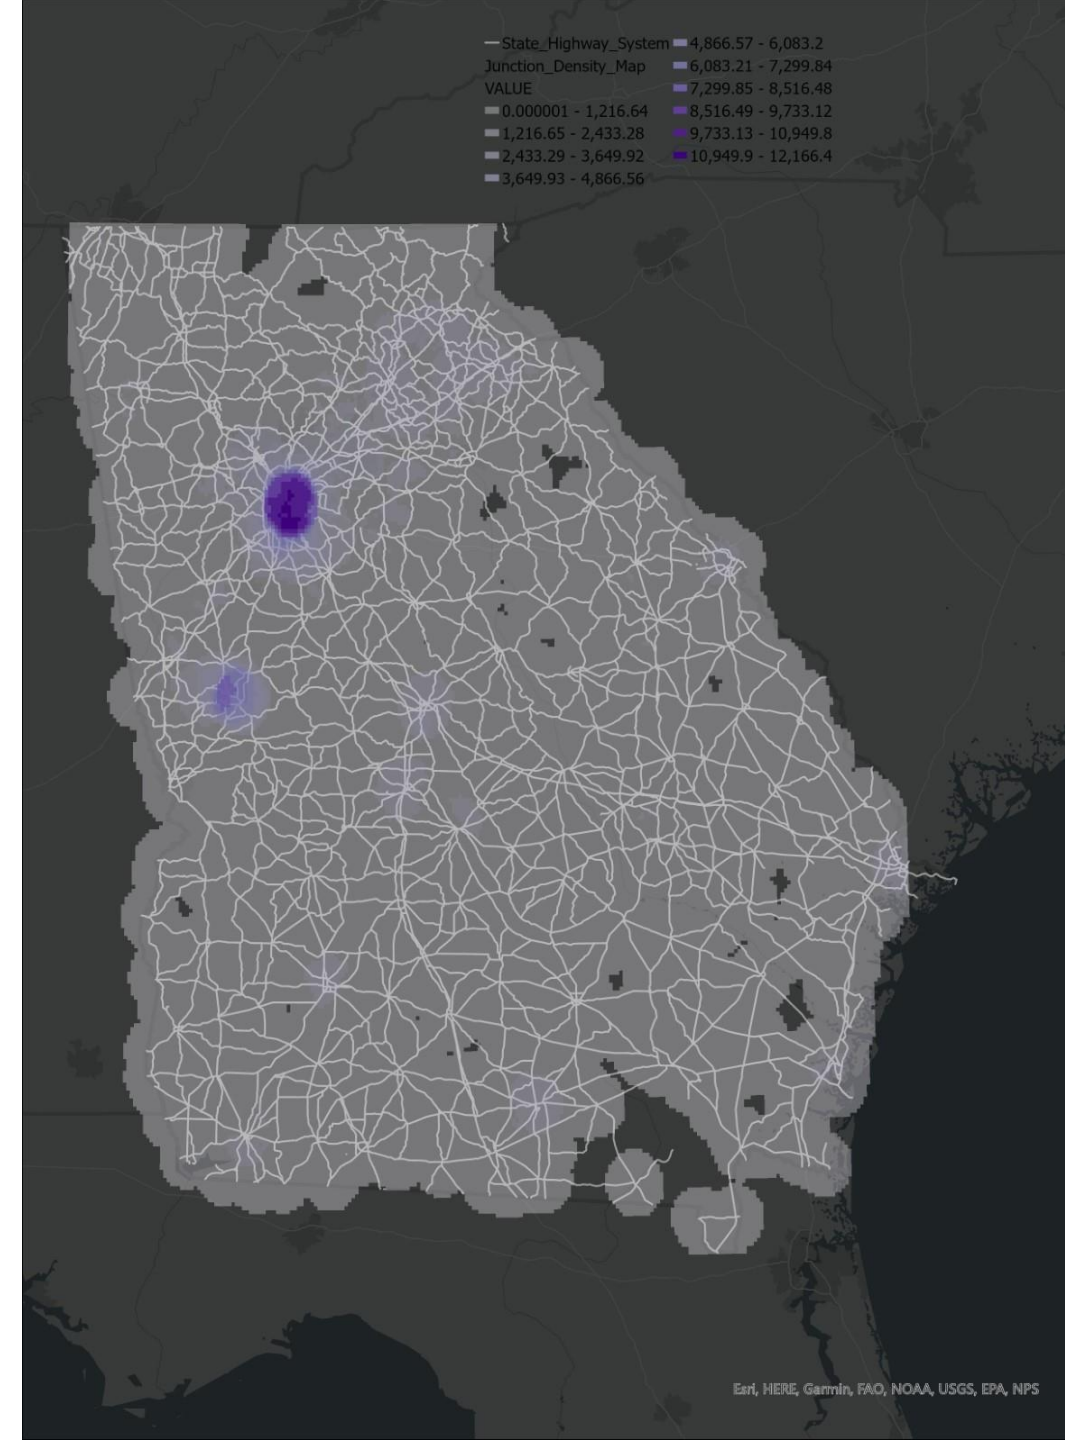 State_Highway_System
Junction_Density_Map
VALUE
0.000001 - 1,216.64
1,216.65 - 2,433.28
2,433.29 - 3,649.92
3,649.93 - 4,866.56
4,866.57 - 6,083.2
6,083.21 - 7,299.84
7,299.85 - 8,516.48
8,516.49 - 9,733.12
9,733.13 - 10,949.8
10,949.9 - 12,166.4
Esri, HERE, Garmin, FAO, NOAA, USGS, EPA, NPS